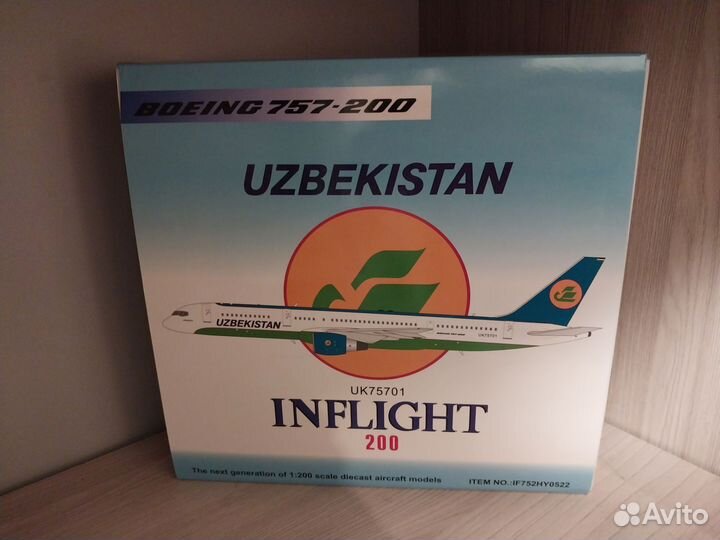 BOEING 757-200
UZBEKISTAN
UZBEKISTAN
UK75701
UK75701
INFLIGHT
200
The next generation of 1:200 scale diecast aircraft models
ITEM NO.:IF752HY0522
Avito